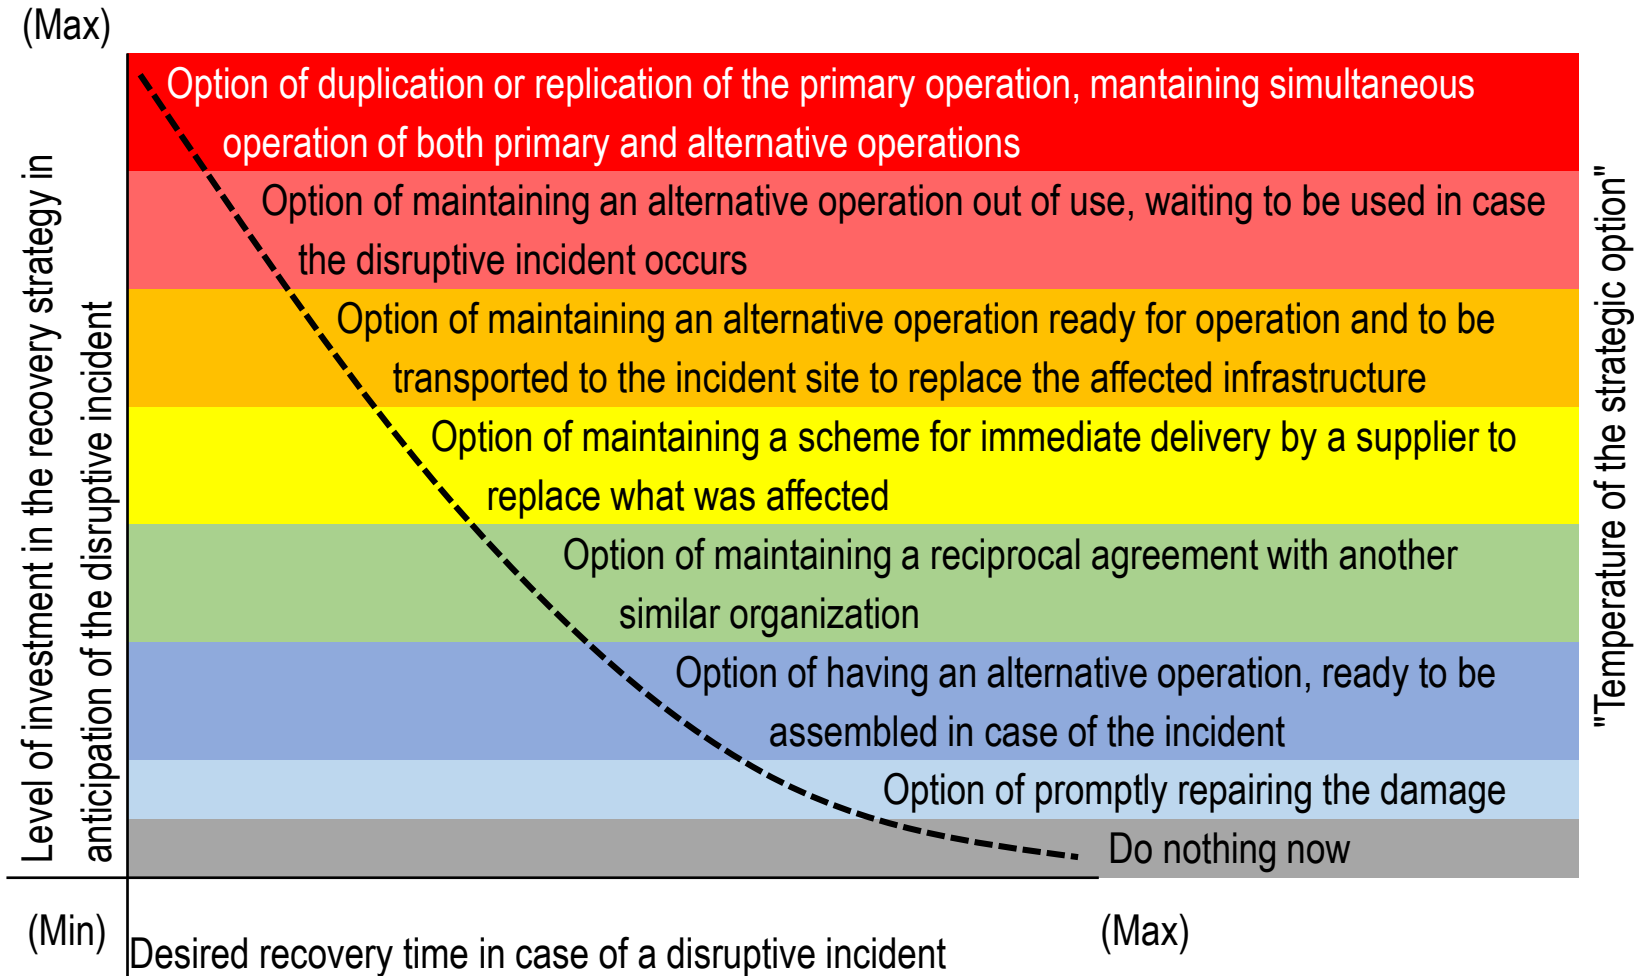 (Max)
Option of duplication or replication of the primary operation, mantaining simultaneous
operation of both primary and alternative operations
Option of maintaining an alternative operation out of use, waiting to be used in case
the disruptive incident occurs
Option of maintaining an alternative operation ready for operation and to be
transported to the incident site to replace the affected infrastructure
Option of maintaining a scheme for immediate delivery by a supplier to
replace what was affected
Option of maintaining a reciprocal agreement with another
similar organization
Option of having an alternative operation, ready to be
assembled in case of the incident
Option of promptly repairing the damage
Do nothing now
Level of investment in the recovery strategy in
anticipation of the disruptive incident
"Temperature of the strategic option"
(Min)
Desired recovery time in case of a disruptive incident
(Max)